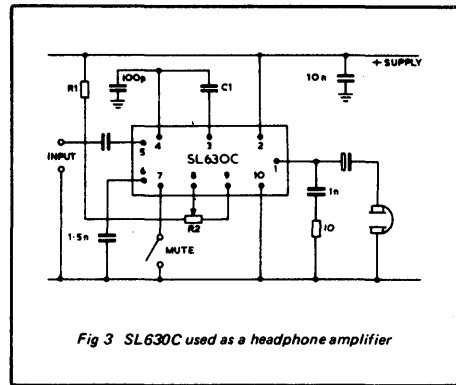 + SUPPLY
R1
100p
C1
10n
4
3
2
5
SL630C
1
INPUT
6
7
8
9
10
1n
R2
1·5n
MUTE
10
Fig 3 SL630C used as a headphone amplifier